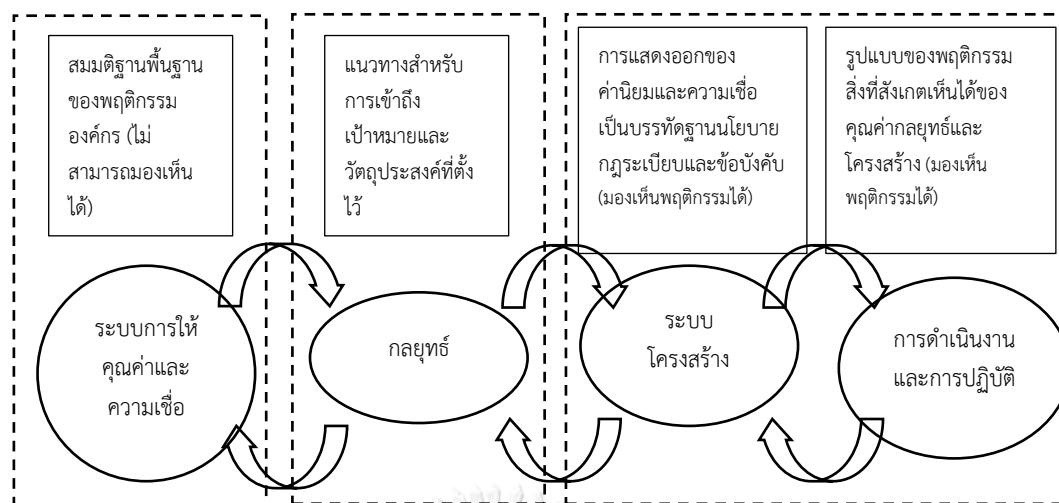 สมมติฐานพื้นฐาน
ของพฤติกรรม
องค์กร (ไม่
สามารถมองเห็น
ได้)
แนวทางสำหรับ
การเข้าถึง
เป้าหมายและ
วัตถุประสงค์ที่ตั้ง
ไว้
การแสดงออกของ
ค่านิยมและความเชื่อ
เป็นบรรทัดฐานนโยบาย
กฎระเบียบและข้อบังคับ
(มองเห็นพฤติกรรมได้)
รูปแบบของพฤติกรรม
สิ่งที่สังเกตเห็นได้ของ
คุณค่ากลยุทธ์และ
โครงสร้าง (มองเห็น
พฤติกรรมได้)
ระบบการให้
คุณค่าและ
ความเชื่อ
กลยุทธ์
ระบบ
โครงสร้าง
การดำเนินงาน
และการปฏิบัติ